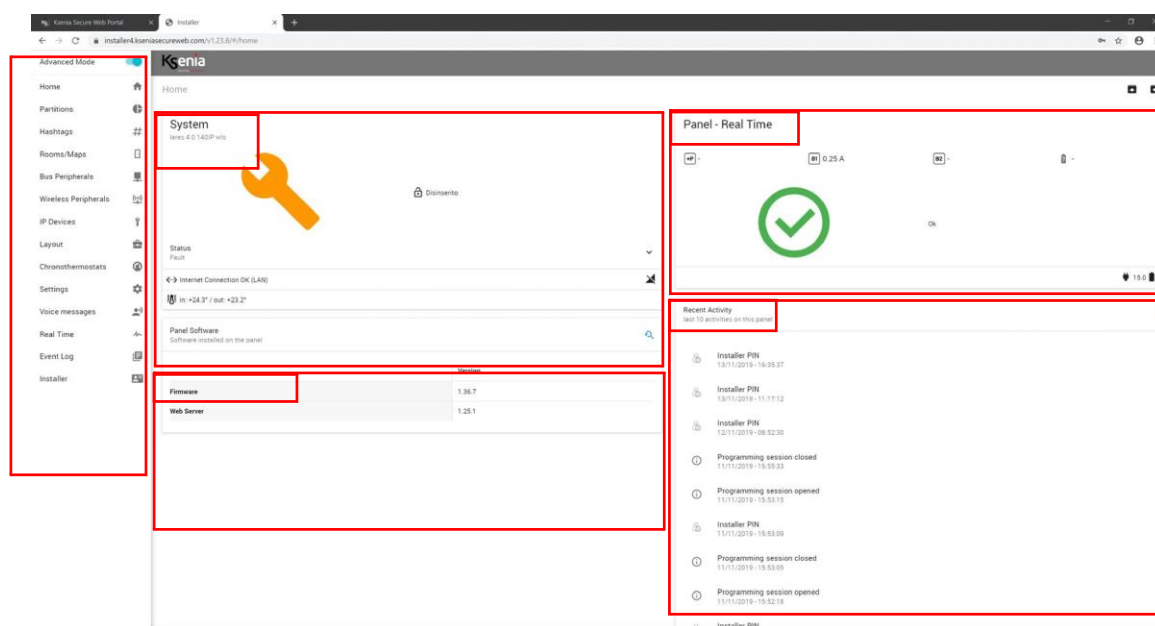 Ksenia Secure Web Portal
Installer
installer4.kseniasecureweb.com/v1.23.8/#/home
Advanced Mode
Ksenia
Home
Home
Partitions
Hashtags
Rooms/Maps
Bus Peripherals
Wireless Peripherals
IP Devices
Layout
Chronothermostats
Settings
Voice messages
Real Time
Event Log
Installer
System
lares 4.0 140IP wls
Disinserito
Status
Fault
Internet Connection OK (LAN)
in: +24.3° / out: +23.2°
Panel Software
Software installed on the panel
Version
Firmware 1.36.7
Web Server 1.25.1
Panel - Real Time
+P - B1 0.25 A B2 - -
Ok
15.0
Recent Activity
last 10 activities on this panel
Installer PIN
13/11/2019 - 16:35:37
Installer PIN
13/11/2019 - 11:17:12
Installer PIN
12/11/2019 - 08:52:30
Programming session closed
11/11/2019 - 15:55:33
Programming session opened
11/11/2019 - 15:53:15
Installer PIN
11/11/2019 - 15:53:09
Programming session closed
11/11/2019 - 15:53:05
Programming session opened
11/11/2019 - 15:52:18
Installer PIN